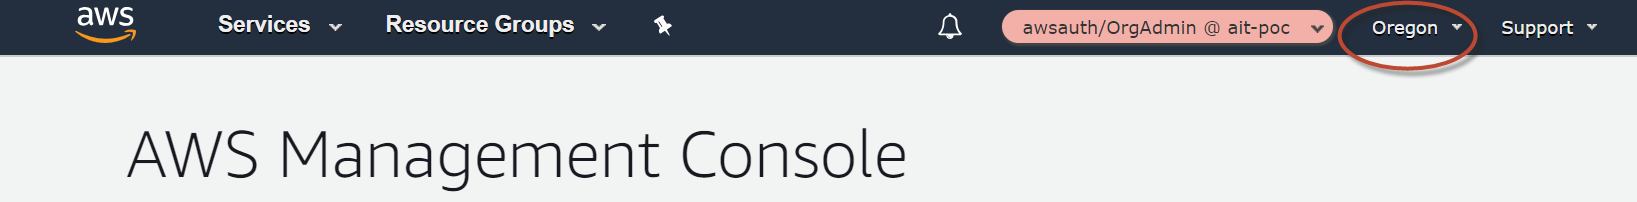 aws Services Resource Groups awsauth/OrgAdmin @ ait-poc Oregon Support
AWS Management Console